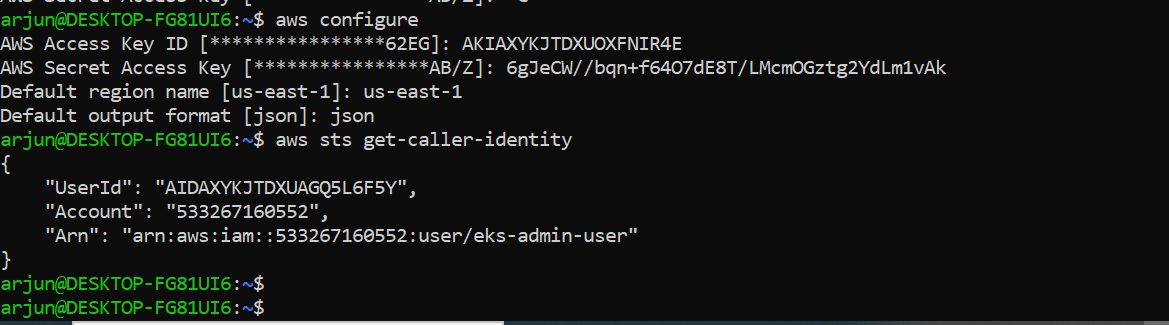 arjun@DESKTOP-FG81UI6:~$ aws configure
AWS Access Key ID [****************62EG]: AKIAXYKJTDXUOXFNIR4E
AWS Secret Access Key [****************AB/Z]: 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
Default region name [us-east-1]: us-east-1
Default output format [json]: json
arjun@DESKTOP-FG81UI6:~$ aws sts get-caller-identity
{
    "UserId": "AIDAXYKJTDXUAGQ5L6F5Y",
    "Account": "533267160552",
    "Arn": "arn:aws:iam::533267160552:user/eks-admin-user"
}
arjun@DESKTOP-FG81UI6:~$
arjun@DESKTOP-FG81UI6:~$